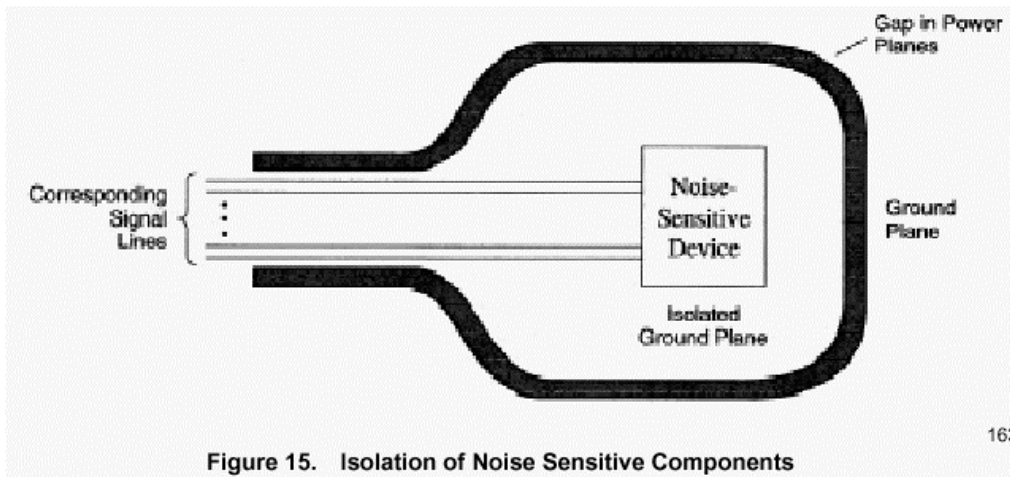 Gap in Power
Planes
Corresponding
Signal
Lines
Noise-
Sensitive
Device
Ground
Plane
Isolated
Ground Plane
163
Figure 15. Isolation of Noise Sensitive Components